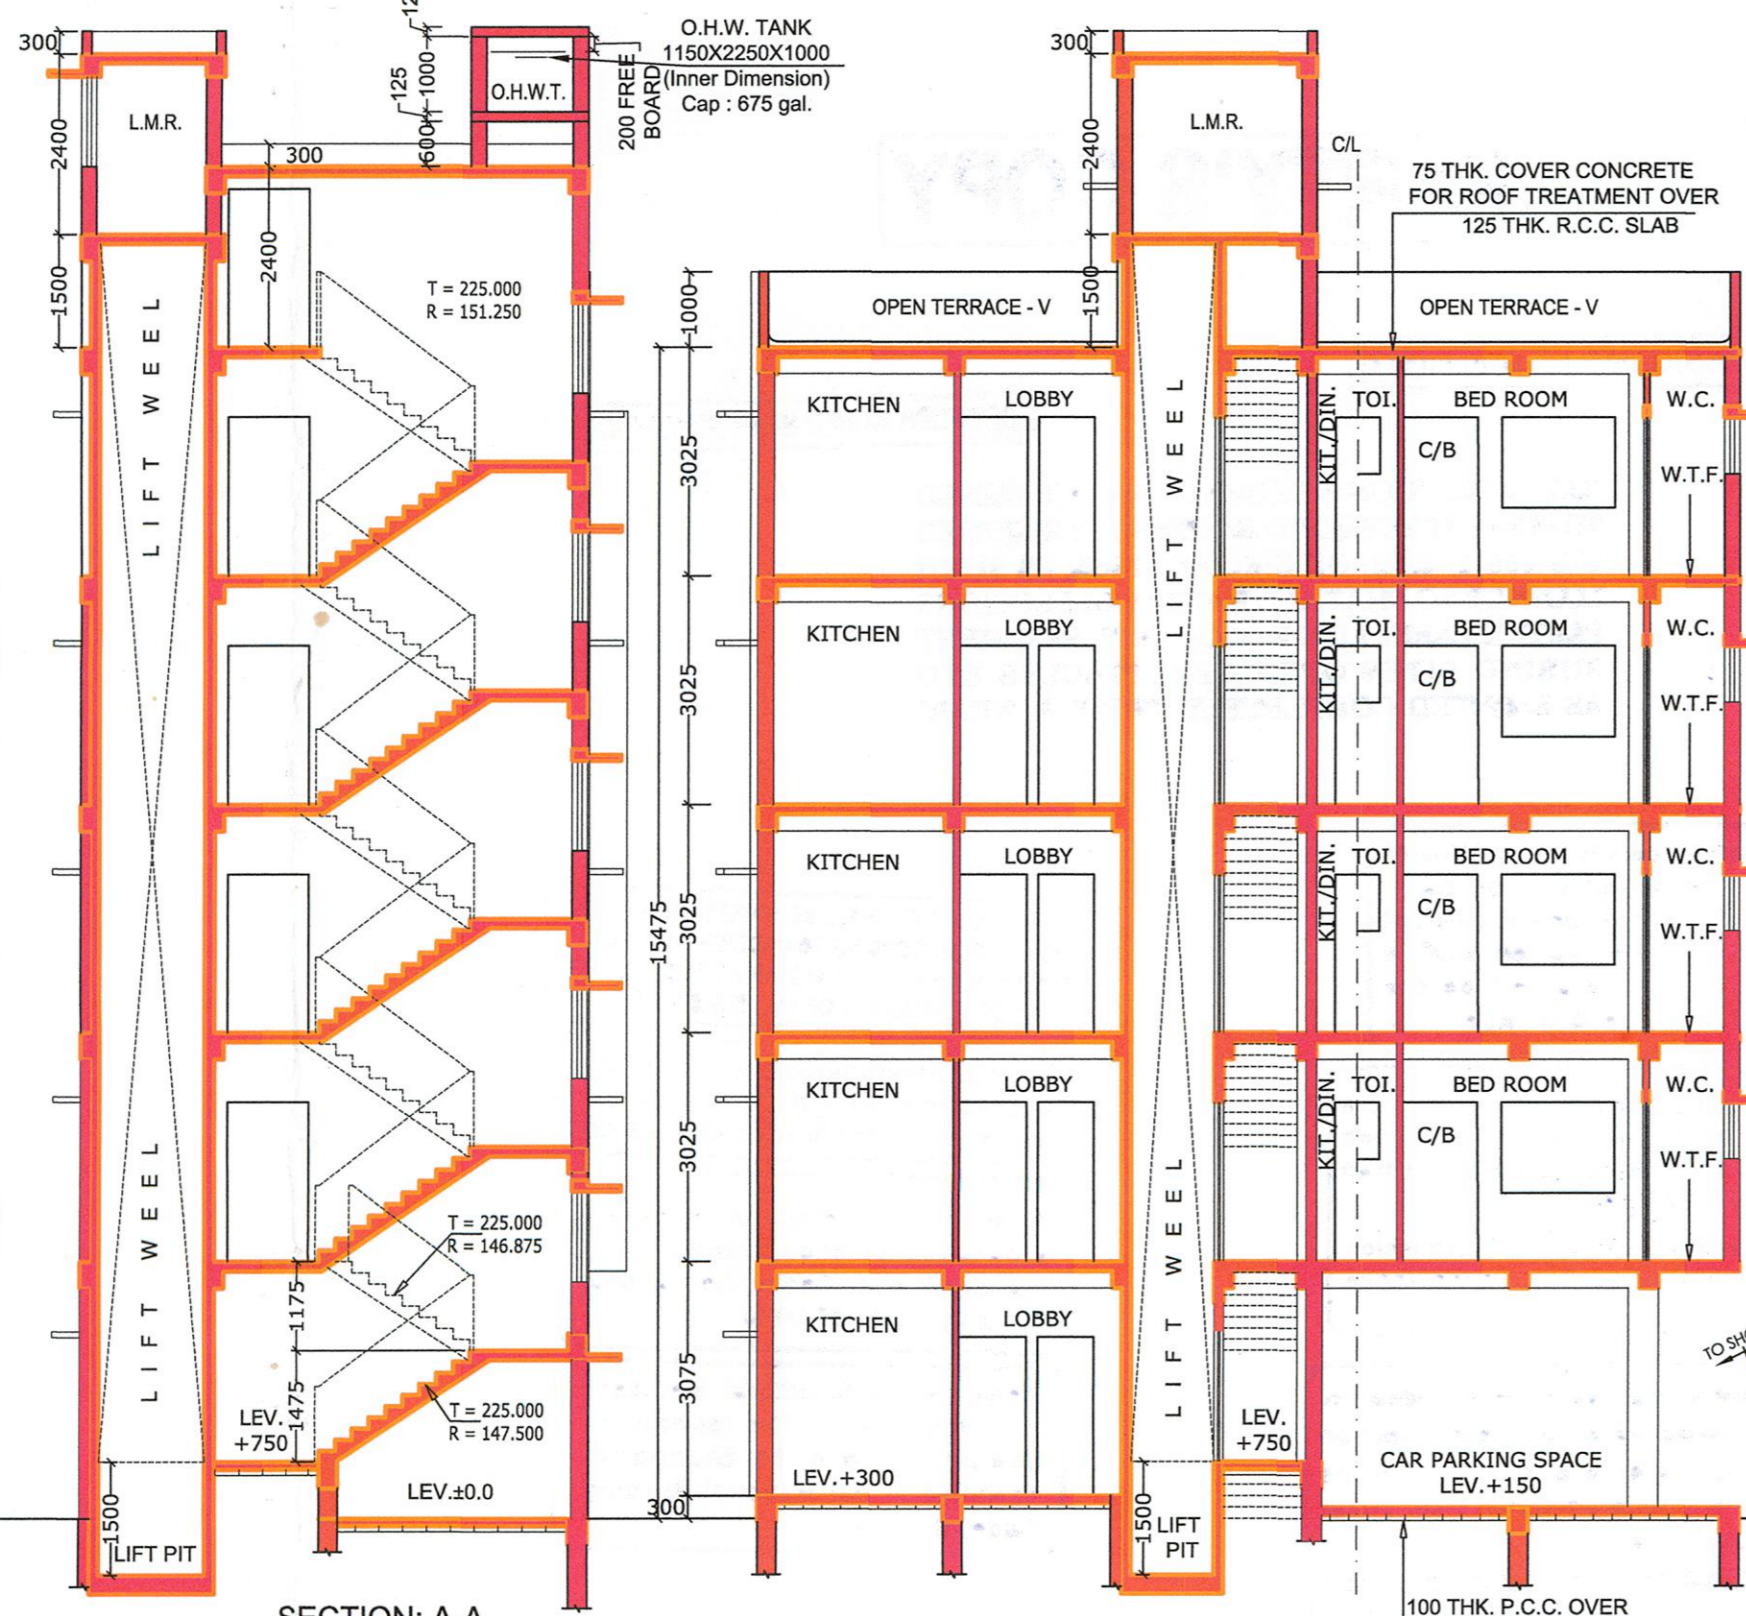 300
2400
1500
L.M.R.
300
2400
125
1000
600
O.H.W.T.
200 FREE
BOARD
O.H.W. TANK
1150X2250X1000
(Inner Dimension)
Cap : 675 gal.
T = 225.000
R = 151.250
LIFT WEEL
LIFT WEEL
T = 225.000
R = 146.875
1175
1475
T = 225.000
R = 147.500
LEV.
+750
LEV.±0.0
1500
LIFT PIT
SECTION: A-A
300
2400
1500
L.M.R.
C/L
75 THK. COVER CONCRETE
FOR ROOF TREATMENT OVER
125 THK. R.C.C. SLAB
1000
3025
3025
3025
3025
3075
300
15475
OPEN TERRACE - V
OPEN TERRACE - V
KITCHEN
LOBBY
KIT./DIN.
TOI.
BED ROOM
C/B
W.C.
W.T.F.
KITCHEN
LOBBY
KIT./DIN.
TOI.
BED ROOM
C/B
W.C.
W.T.F.
KITCHEN
LOBBY
KIT./DIN.
TOI.
BED ROOM
C/B
W.C.
W.T.F.
KITCHEN
LOBBY
KIT./DIN.
TOI.
BED ROOM
C/B
W.C.
W.T.F.
KITCHEN
LOBBY
LIFT WEEL
LIFT WEEL
LEV.+300
LEV.
+750
CAR PARKING SPACE
LEV.+150
1500
LIFT
PIT
100 THK. P.C.C. OVER